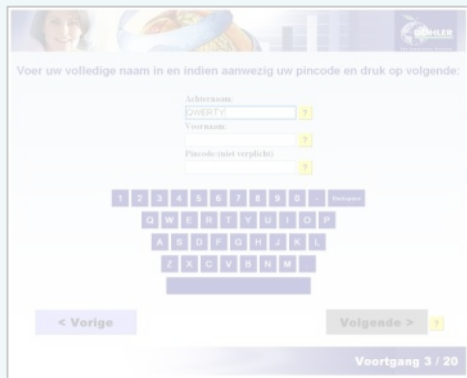 BÜHLER
Voer uw volledige naam in en indien aanwezig uw pincode en druk op volgende:
Achternaam:
QWERTY
?
Voornaam:
?
Pincode (niet verplicht):
?
1 2 3 4 5 6 7 8 9 0 - Backspace
Q W E R T Y U I O P
A S D F G H J K L
Z X C V B N M
< Vorige
Volgende >
?
Voortgang 3 / 20